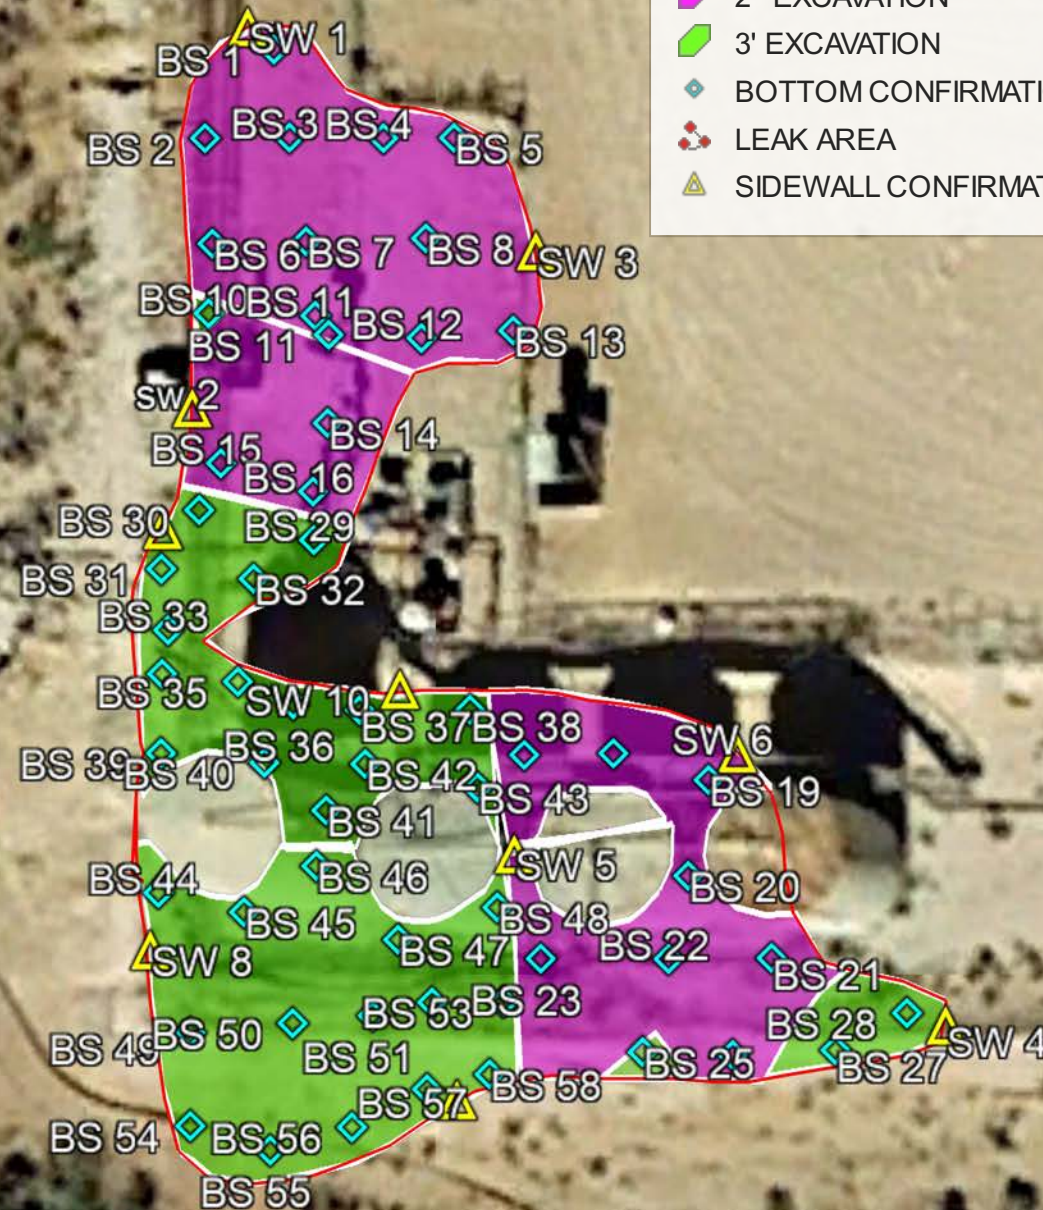 EXCAVATION
3' EXCAVATION
BOTTOM CONFIRMATI
LEAK AREA
SIDEWALL CONFIRMAT
SW 1
BS 1
BS 2
BS 3
BS 4
BS 5
BS 6
BS 7
BS 8
SW 3
BS 10
BS 11
BS 12
BS 13
BS 11
sw 2
BS 14
BS 15
BS 16
BS 30
BS 29
BS 31
BS 32
BS 33
BS 35
SW 10
BS 37
BS 38
SW 6
BS 36
BS 39
BS 40
BS 42
BS 43
BS 19
BS 41
SW 5
BS 44
BS 46
BS 20
BS 45
BS 48
BS 47
BS 22
SW 8
BS 21
BS 53
BS 23
BS 28
BS 50
BS 49
BS 51
SW 4
BS 25
BS 27
BS 58
BS 57
BS 54
BS 56
BS 55